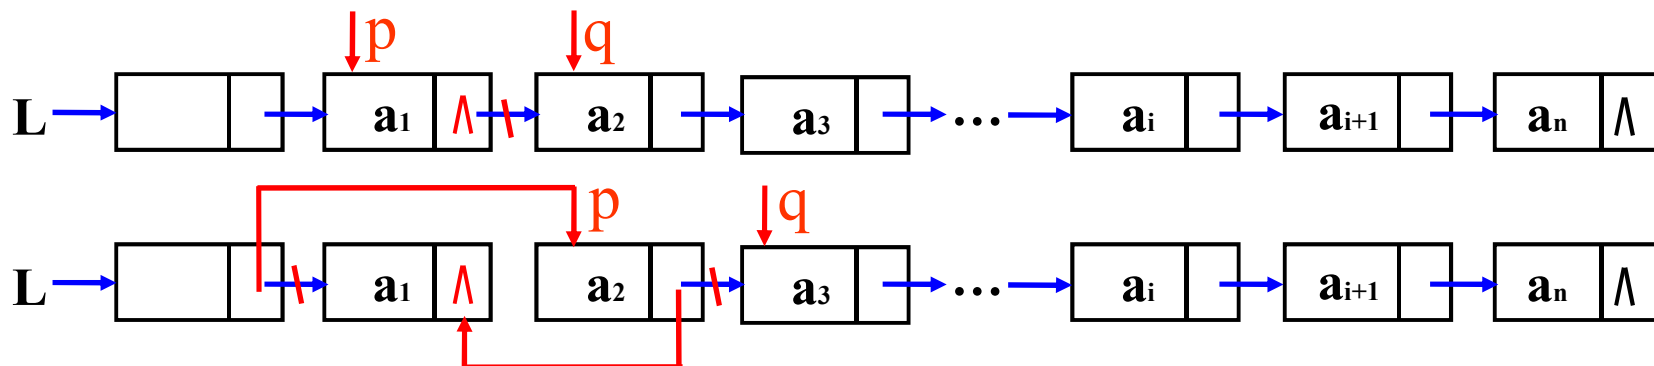 p q
L a₁ ∧ a₂ a₃ … aᵢ aᵢ₊₁ aₙ ∧
p q
L a₁ ∧ a₂ a₃ … aᵢ aᵢ₊₁ aₙ ∧